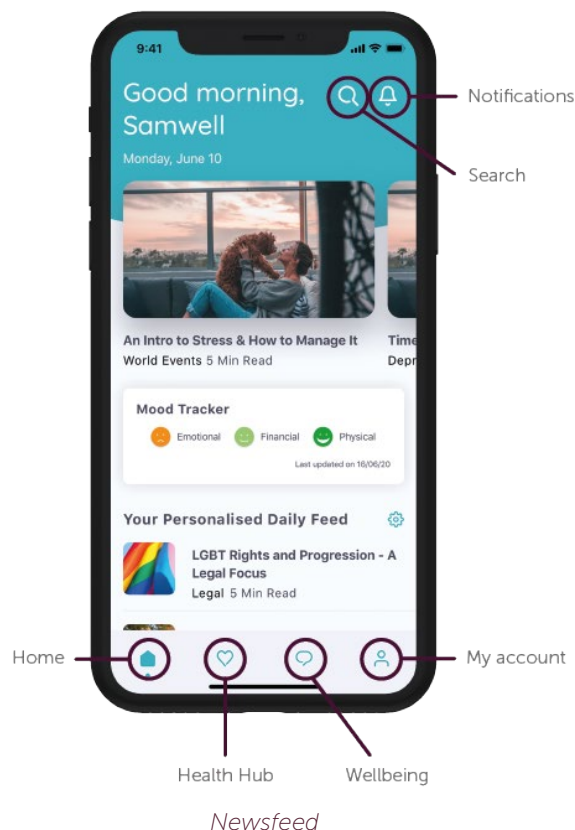 9:41
Good morning,
Samwell
Monday, June 10
Notifications
Search
An Intro to Stress & How to Manage It
World Events 5 Min Read
Time
Depr
Mood Tracker
Emotional
Financial
Physical
Last updated on 16/06/20
Your Personalised Daily Feed
LGBT Rights and Progression - A
Legal Focus
Legal 5 Min Read
Home
My account
Health Hub
Wellbeing
Newsfeed